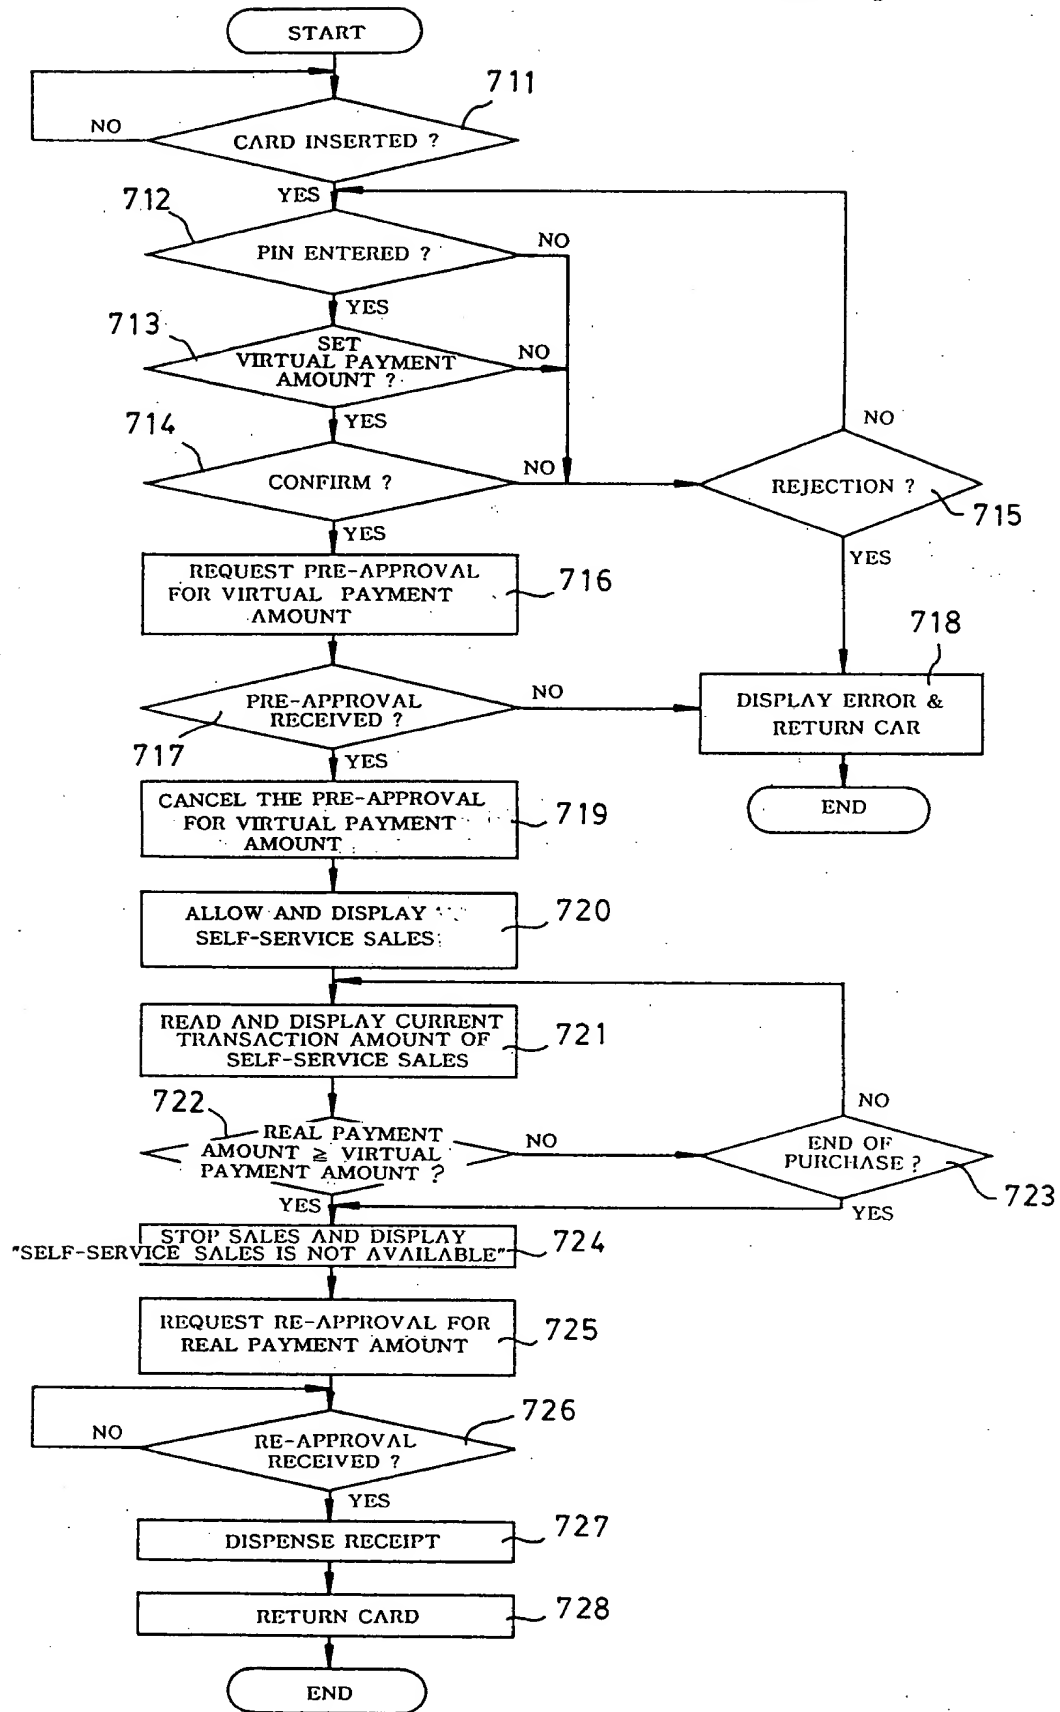 START
711
NO
CARD INSERTED ?
YES
712
PIN ENTERED ?
NO
YES
713
SET
VIRTUAL PAYMENT
AMOUNT ?
NO
YES
714
CONFIRM ?
NO
NO
REJECTION ?
715
YES
YES
REQUEST PRE-APPROVAL
FOR VIRTUAL PAYMENT
AMOUNT
716
718
PRE-APPROVAL
RECEIVED ?
NO
717
YES
DISPLAY ERROR &
RETURN CAR
END
CANCEL THE PRE-APPROVAL
FOR VIRTUAL PAYMENT
AMOUNT
719
ALLOW AND DISPLAY
SELF-SERVICE SALES
720
READ AND DISPLAY CURRENT
TRANSACTION AMOUNT OF
SELF-SERVICE SALES
721
722
REAL PAYMENT
AMOUNT ≧ VIRTUAL
PAYMENT AMOUNT ?
NO
YES
NO
END OF
PURCHASE ?
723
YES
STOP SALES AND DISPLAY
"SELF-SERVICE SALES IS NOT AVAILABLE"
724
REQUEST RE-APPROVAL FOR
REAL PAYMENT AMOUNT
725
726
NO
RE-APPROVAL
RECEIVED ?
YES
DISPENSE RECEIPT
727
RETURN CARD
728
END